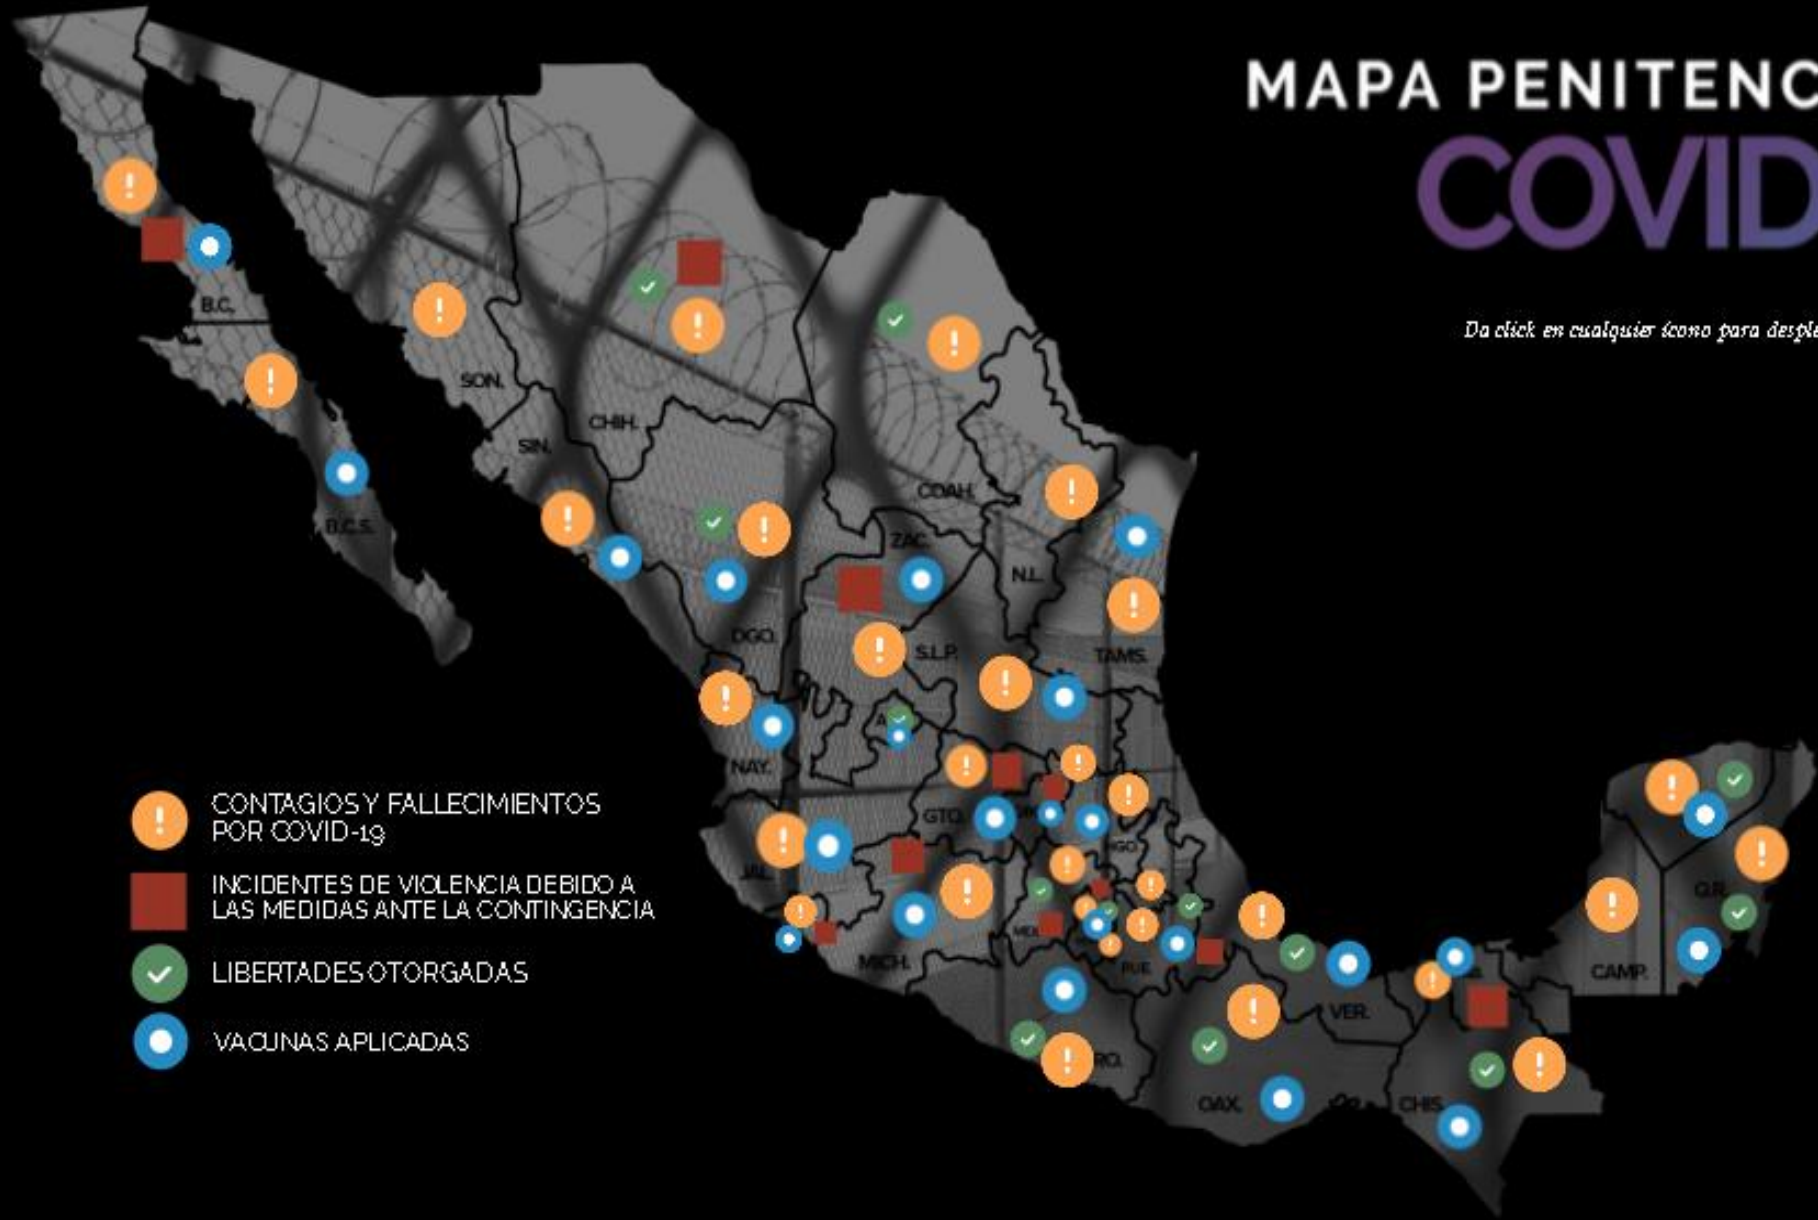 MAPA PENITENC
COVID
Da click en cualquier ícono para desple
B.C.
SON.
CHIH.
SIN.
COAH.
B.C.S.
ZAC.
N.L.
DGO.
S.L.P.
TAMS.
NAY.
GTO.
HGO.
JAL.
Q.R.
MICH.
PUE.
CAMP.
VER.
OAX.
CHIS.
CONTAGIOS Y FALLECIMIENTOS
POR COVID-19
INCIDENTES DE VIOLENCIA DEBIDO A
LAS MEDIDAS ANTE LA CONTINGENCIA
LIBERTADES OTORGADAS
VACUNAS APLICADAS